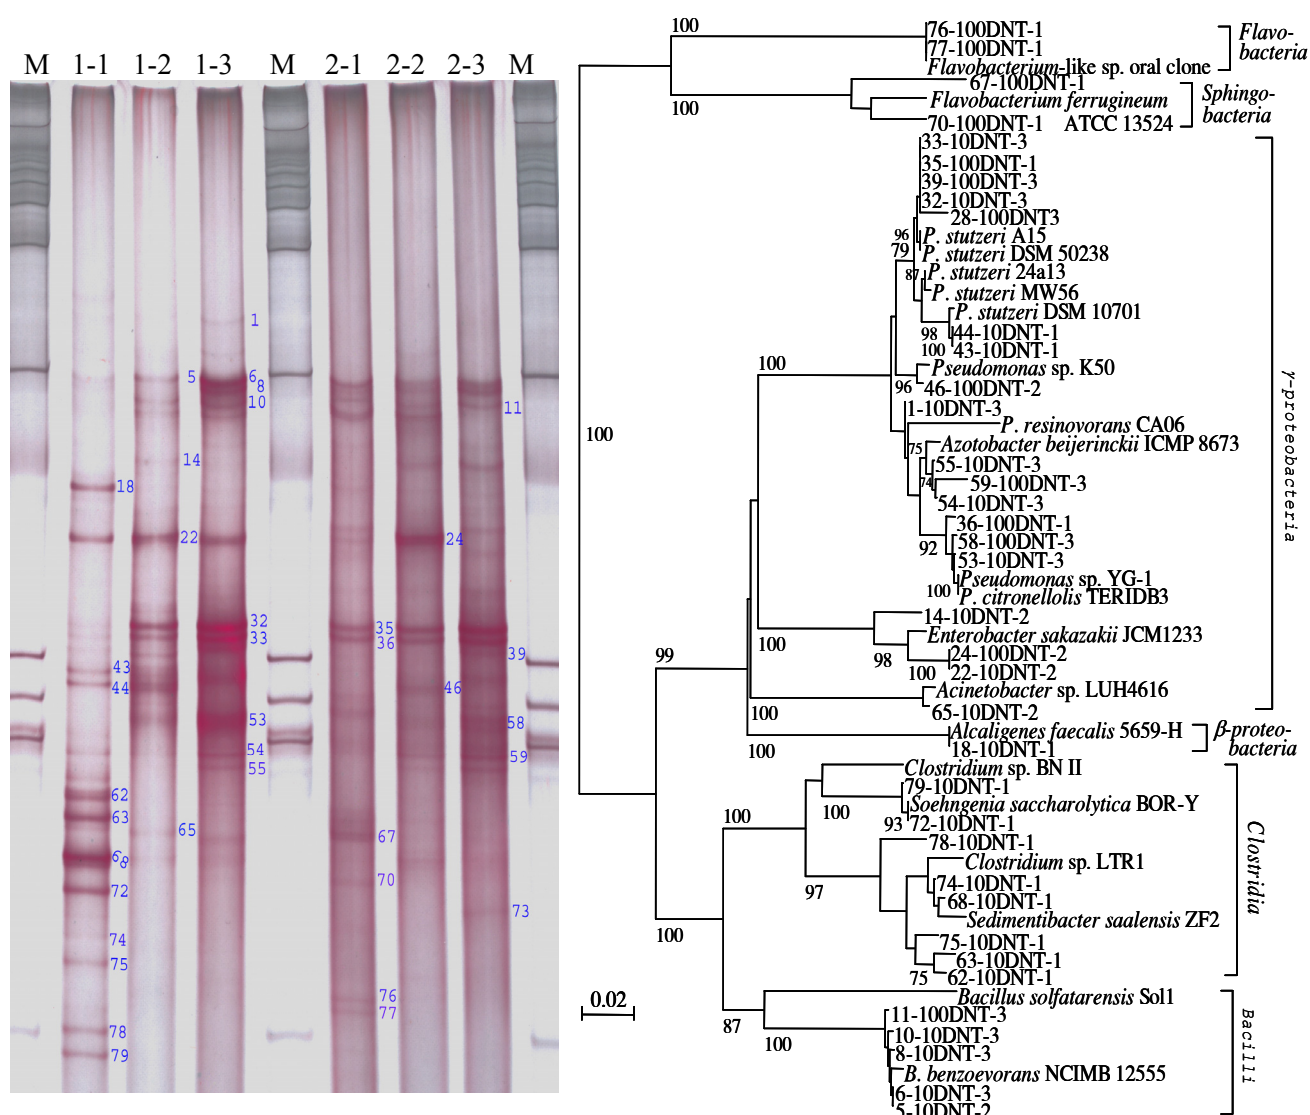 M 1-1 1-2 1-3 M 2-1 2-2 2-3 M
1
5
6
8
10
11
14
18
22
24
32
33
35
36
39
43
44
46
53
54
55
58
59
62
63
65
67
68
70
72
73
74
75
76
77
78
79
100
76-100DNT-1
77-100DNT-1
Flavobacterium-like sp. oral clone
Flavo-
bacteria
100
67-100DNT-1
Flavobacterium ferrugineum
70-100DNT-1 ATCC 13524
Sphingo-
bacteria
33-10DNT-3
35-100DNT-1
39-100DNT-3
32-10DNT-3
28-100DNT3
96
P. stutzeri A15
79
P. stutzeri DSM 50238
87
P. stutzeri 24a13
P. stutzeri MW56
P. stutzeri DSM 10701
98
44-10DNT-1
100
43-10DNT-1
100
Pseudomonas sp. K50
96
46-100DNT-2
1-10DNT-3
P. resinovorans CA06
75
Azotobacter beijerinckii ICMP 8673
55-10DNT-3
74
59-100DNT-3
54-10DNT-3
36-100DNT-1
92
58-100DNT-3
53-10DNT-3
Pseudomonas sp. YG-1
100
P. citronellolis TERIDB3
14-10DNT-2
100
Enterobacter sakazakii JCM1233
98
24-100DNT-2
100
22-10DNT-2
Acinetobacter sp. LUH4616
100
65-10DNT-2
γ-proteobacteria
100
99
Alcaligenes faecalis 5659-H
100
18-10DNT-1
β-proteo-
bacteria
Clostridium sp. BN II
79-10DNT-1
Soehngenia saccharolytica BOR-Y
100
100
93
72-10DNT-1
78-10DNT-1
Clostridium sp. LTR1
97
74-10DNT-1
68-10DNT-1
Sedimentibacter saalensis ZF2
100
75-10DNT-1
63-10DNT-1
75
62-10DNT-1
Clostridia
0.02
Bacillus solfatarensis Sol1
87
11-100DNT-3
100
10-10DNT-3
8-10DNT-3
B. benzoevorans NCIMB 12555
6-10DNT-3
5-10DNT-2
Bacilli